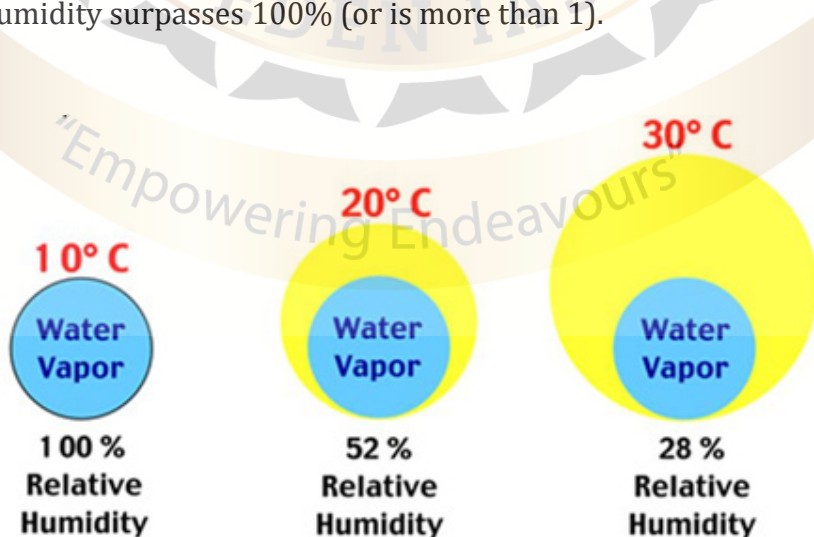 umidity surpasses 100% (or is more than 1).
EDEN I
"Empowering Endeavours"
30° C
20° C
10° C
Water
Vapor
Water
Vapor
Water
Vapor
100 %
Relative
Humidity
52 %
Relative
Humidity
28 %
Relative
Humidity